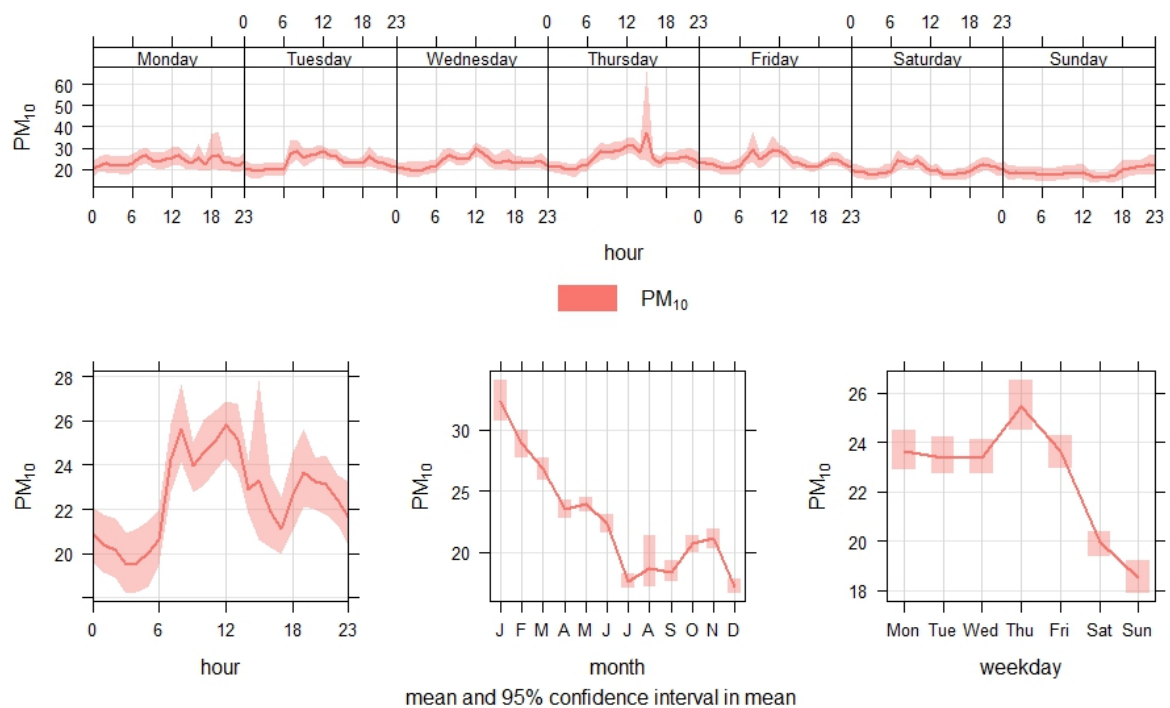 0 6 12 18 23 0 6 12 18 23 0 6 12 18 23
Monday Tuesday Wednesday Thursday Friday Saturday Sunday
60
50
40
30
20
PM₁₀
0 6 12 18 23 0 6 12 18 23 0 6 12 18 23 0 6 12 18 23
hour
PM₁₀
28
26
24
22
20
PM₁₀
0 6 12 18 23
hour
30
25
20
PM₁₀
J F M A M J J A S O N D
month
26
24
22
20
18
PM₁₀
Mon Tue Wed Thu Fri Sat Sun
weekday
mean and 95% confidence interval in mean